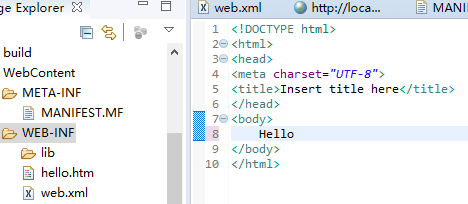 ge Explorer
build
WebContent
META-INF
MANIFEST.MF
WEB-INF
lib
hello.htm
web.xml
web.xml
http://loca...
MANI
1 <!DOCTYPE html>
2 <html>
3 <head>
4 <meta charset="UTF-8">
5 <title>Insert title here</title>
6 </head>
7 <body>
8 Hello
9 </body>
10 </html>